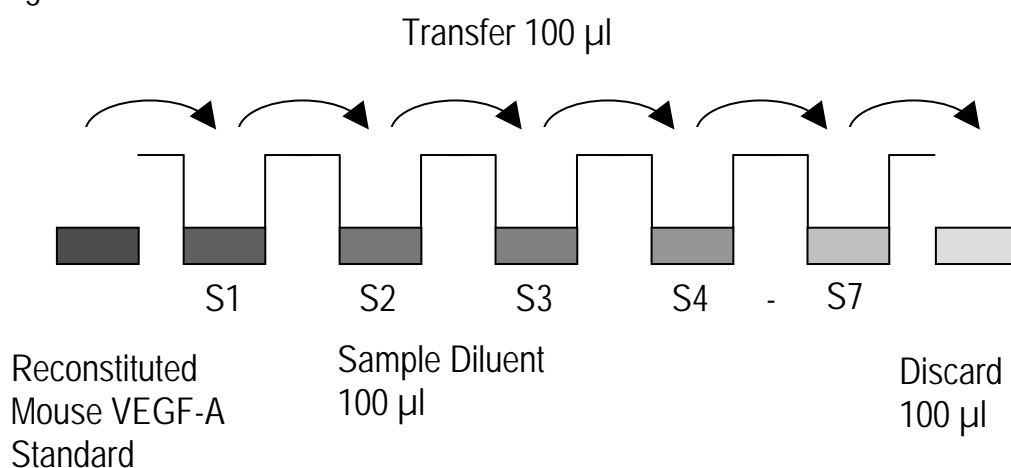 Transfer 100 µl
S1 S2 S3 S4 - S7
Reconstituted
Mouse VEGF-A
Standard
Sample Diluent
100 µl
Discard
100 µl